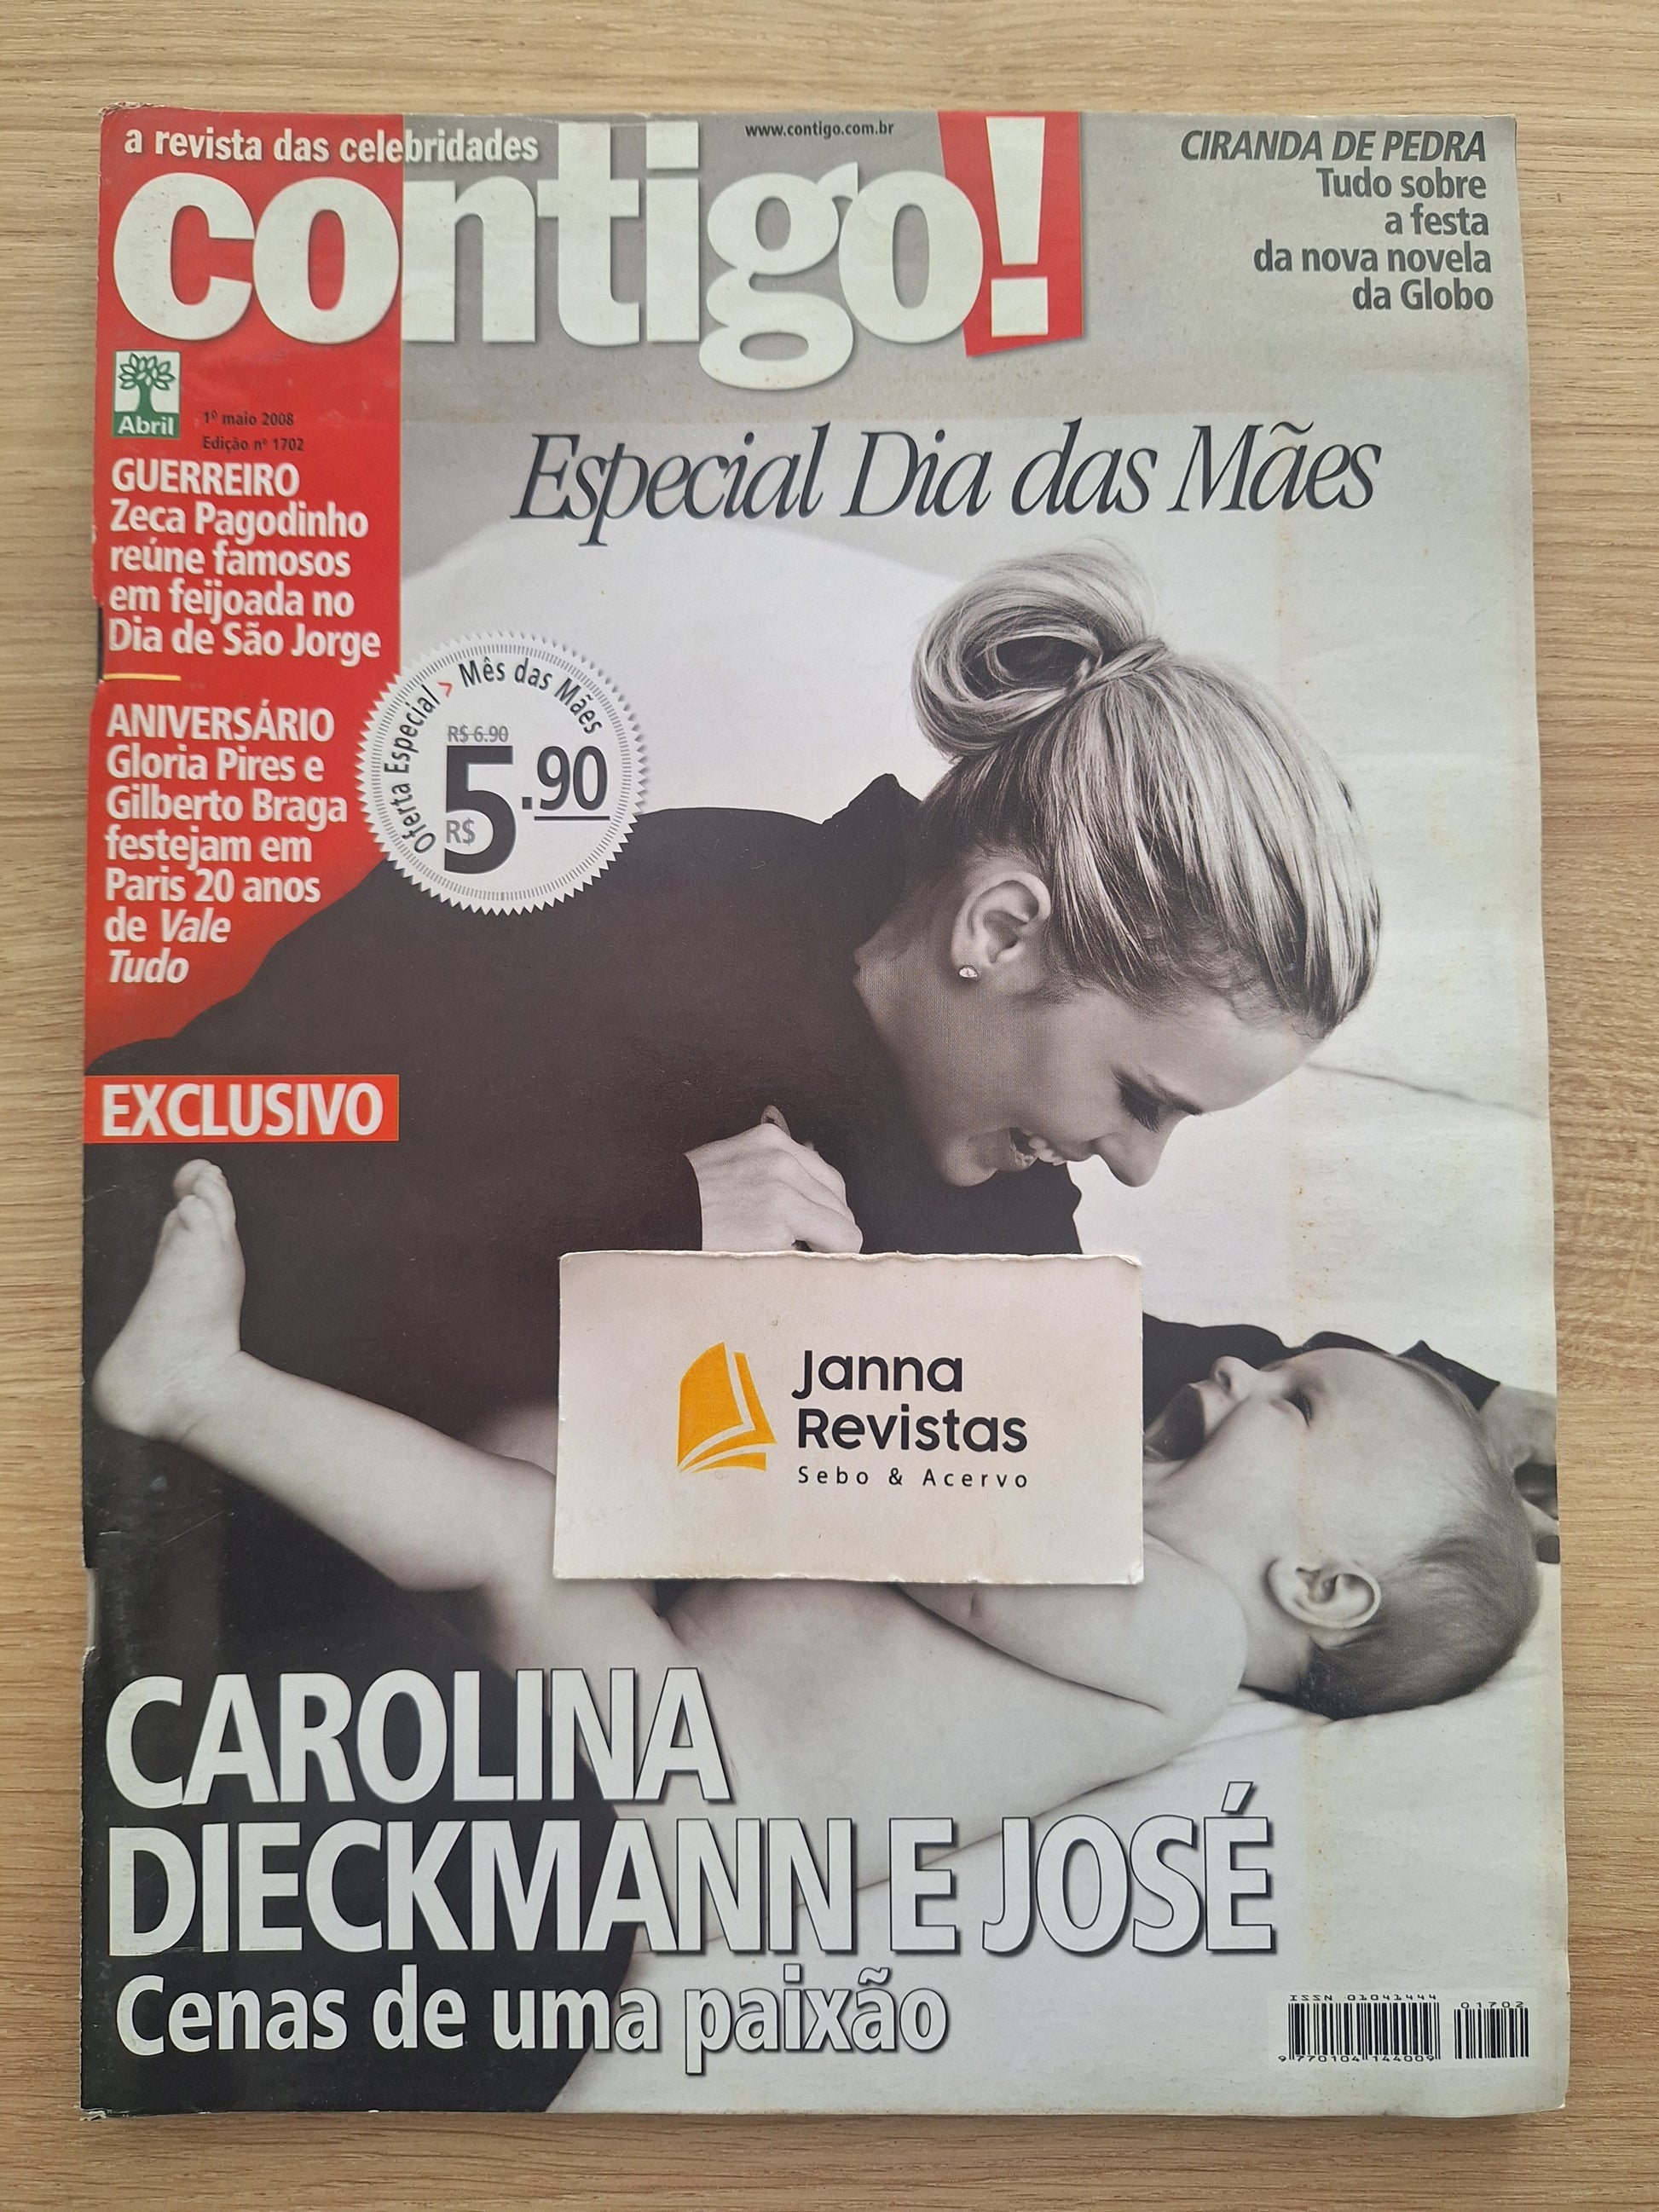 a revista das celebridades
www.contigo.com.br
contigo!
CIRANDA DE PEDRA
Tudo sobre
a festa
da nova novela
da Globo
Abril
1º maio 2008
Edição nº 1702
Especial Dia das Mães
GUERREIRO
Zeca Pagodinho
reúne famosos
em feijoada no
Dia de São Jorge
Oferta Especial > Mês das Mães
R$ 6.90
R$ 5.90
ANIVERSÁRIO
Gloria Pires e
Gilberto Braga
festejam em
Paris 20 anos
de Vale
Tudo
EXCLUSIVO
Janna
Revistas
Sebo & Acervo
CAROLINA
DIECKMANN E JOSÉ
Cenas de uma paixão
ISSN 01041444
01702
9 770104 144009